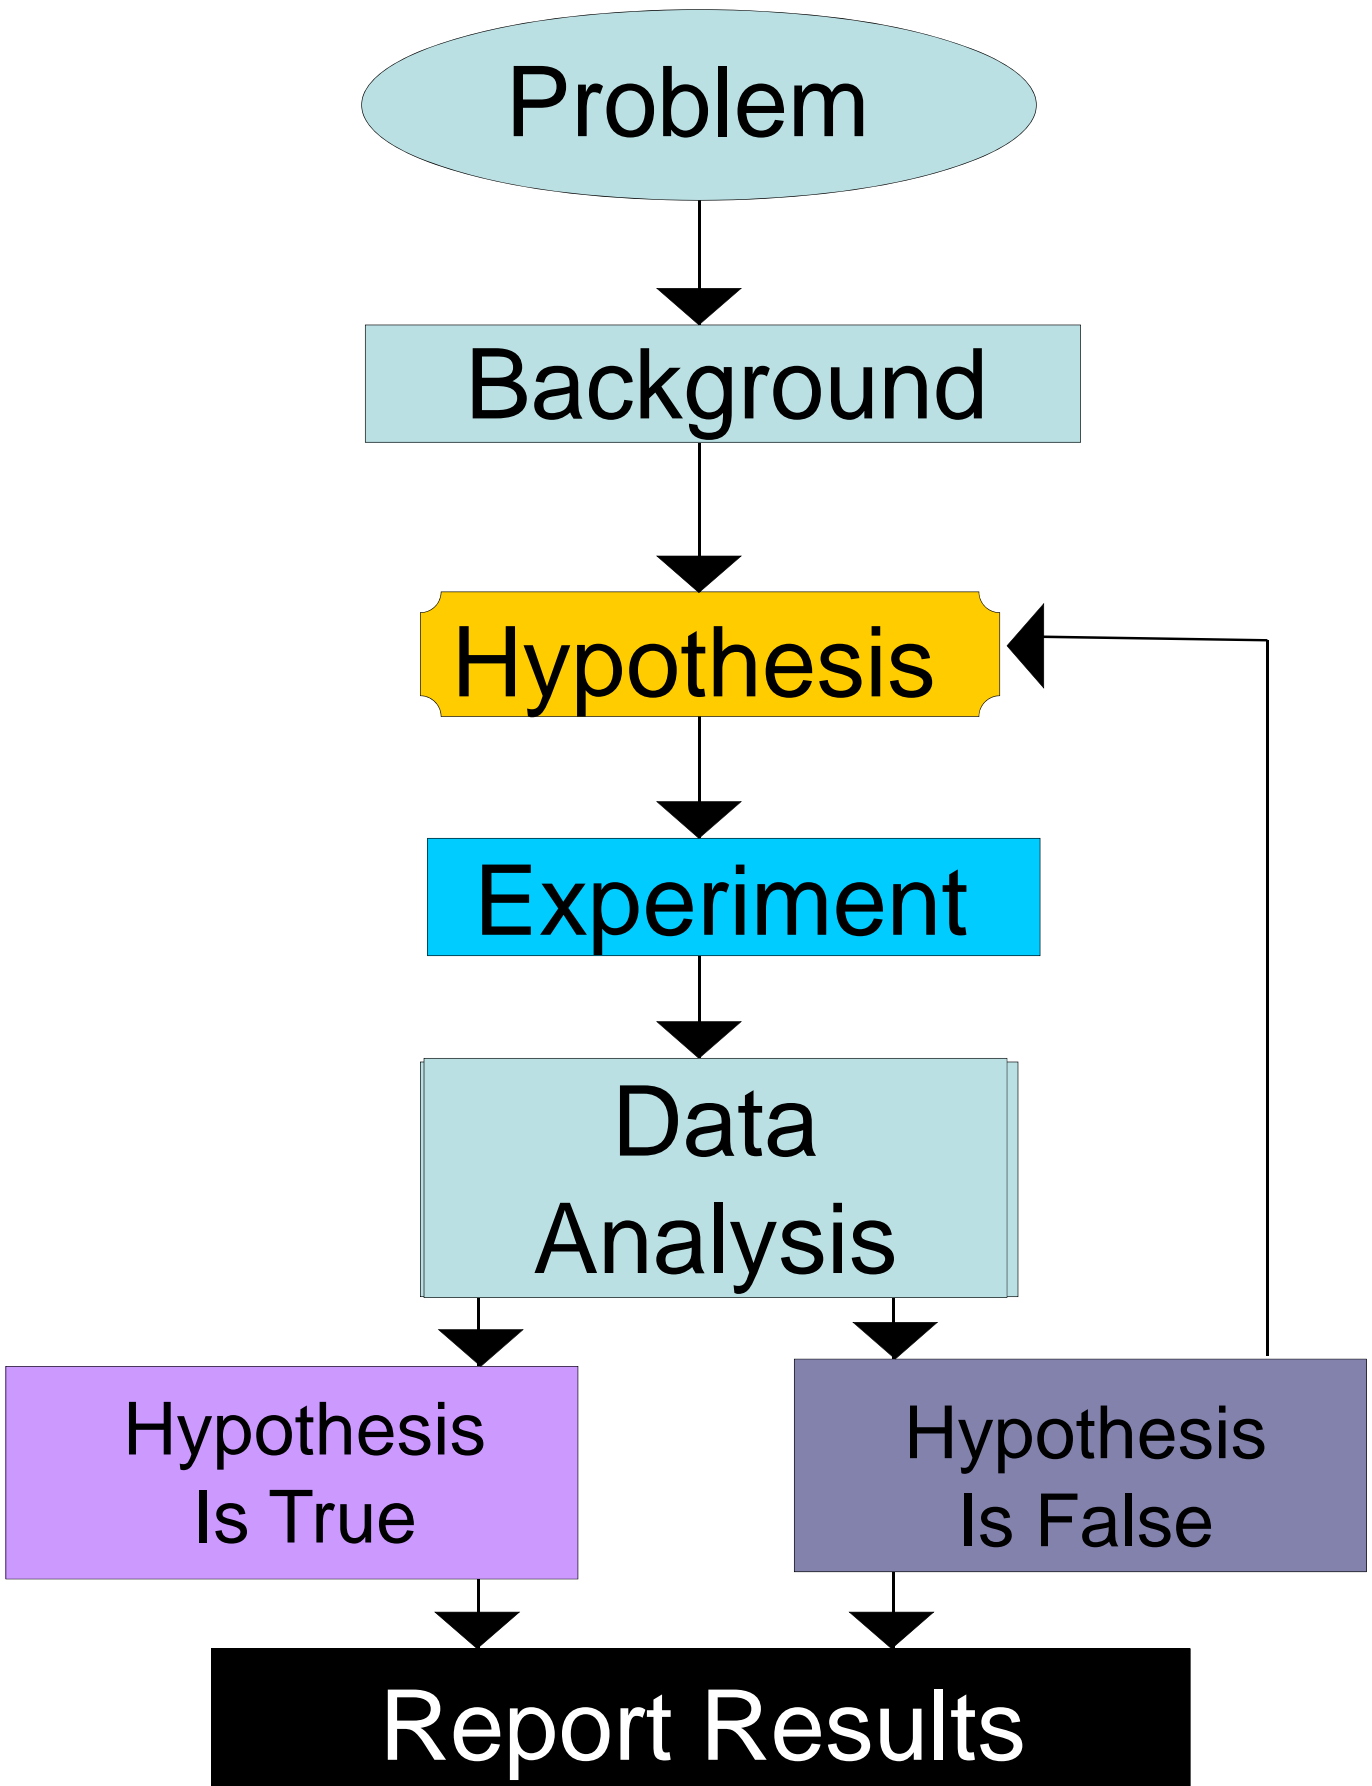 Problem
Background
Hypothesis
Experiment
Data
Analysis
Hypothesis
Is True
Hypothesis
Is False
Report Results